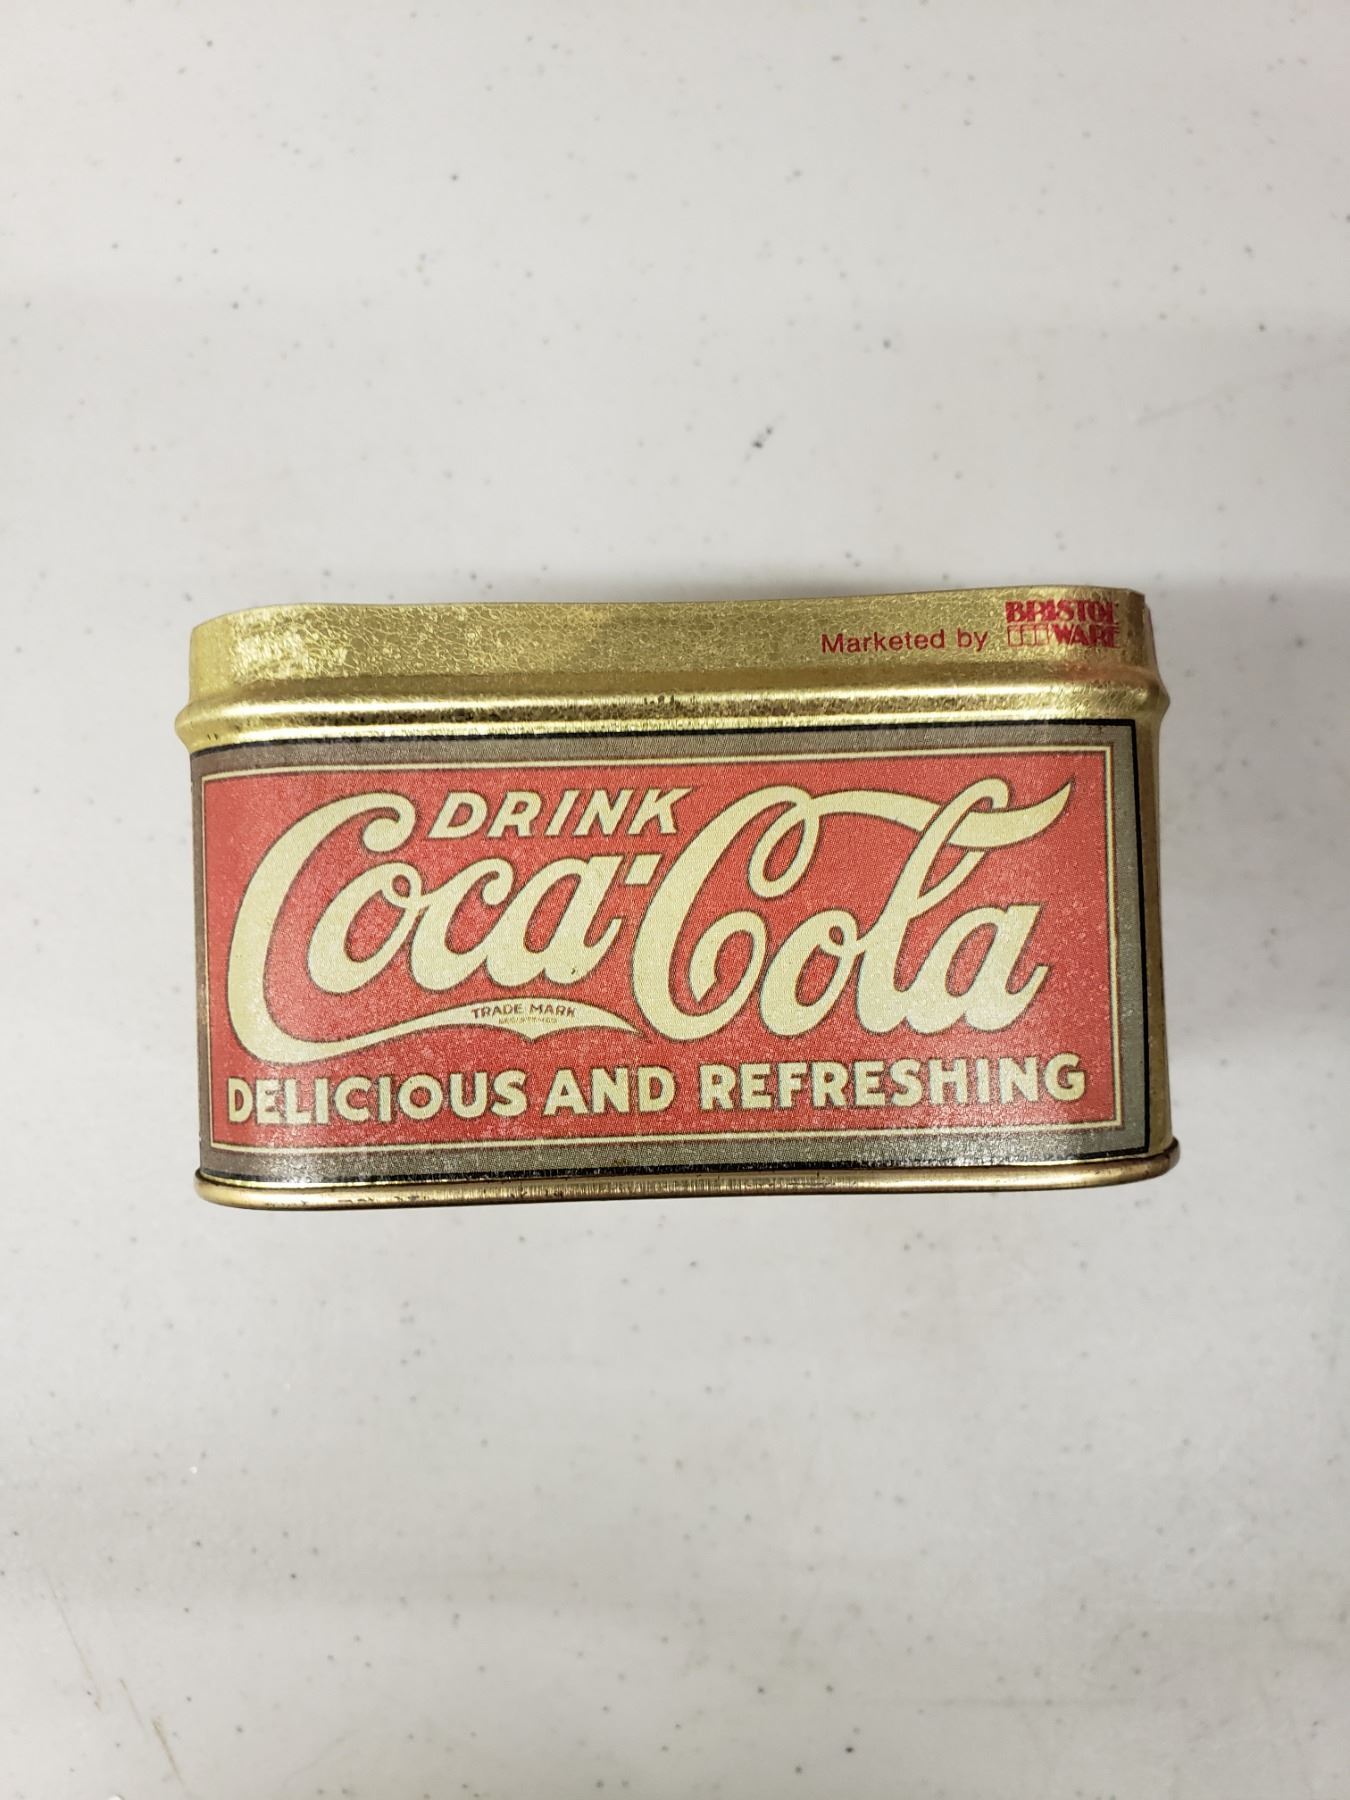 Marketed by BRISTOL WARE
DRINK
Coca-Cola
TRADE MARK
DELICIOUS AND REFRESHING